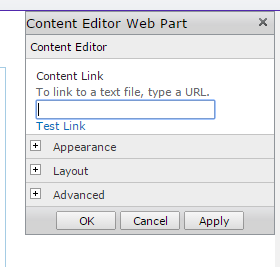 Content Editor Web Part
Content Editor
Content Link
To link to a text file, type a URL.
Test Link
Appearance
Layout
Advanced
OK Cancel Apply